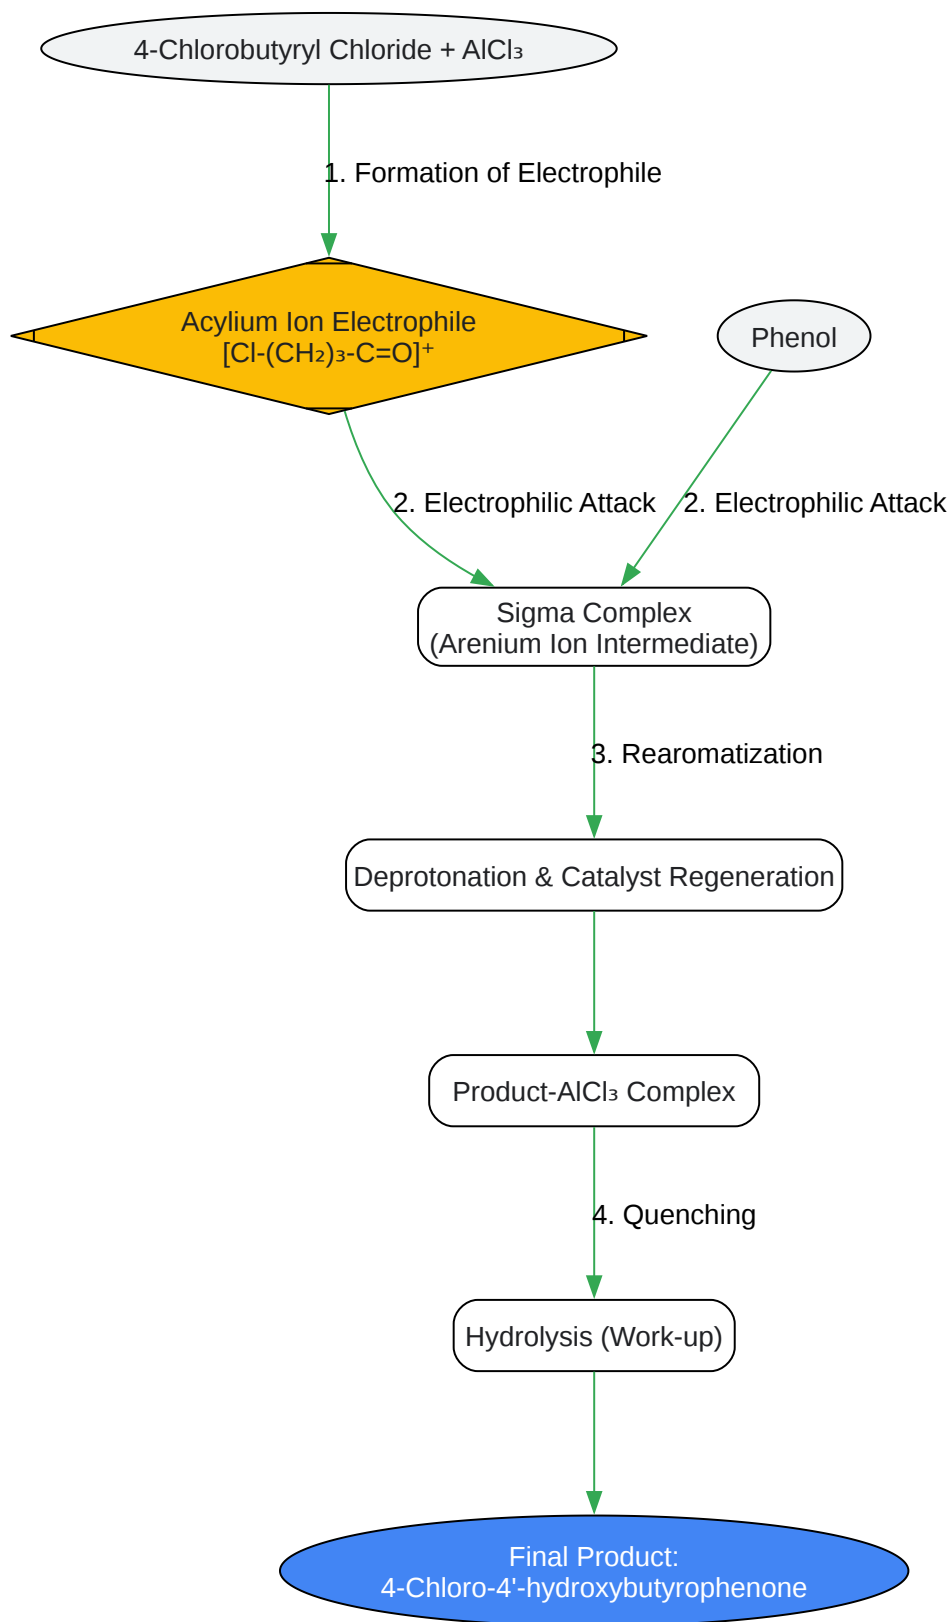 4-Chlorobutyryl Chloride + AlCl₃
1. Formation of Electrophile
Acylium Ion Electrophile
[Cl-(CH₂)₃-C=O]⁺
Phenol
2. Electrophilic Attack
2. Electrophilic Attack
Sigma Complex
(Arenium Ion Intermediate)
3. Rearomatization
Deprotonation & Catalyst Regeneration
Product-AlCl₃ Complex
4. Quenching
Hydrolysis (Work-up)
Final Product:
4-Chloro-4'-hydroxybutyrophenone